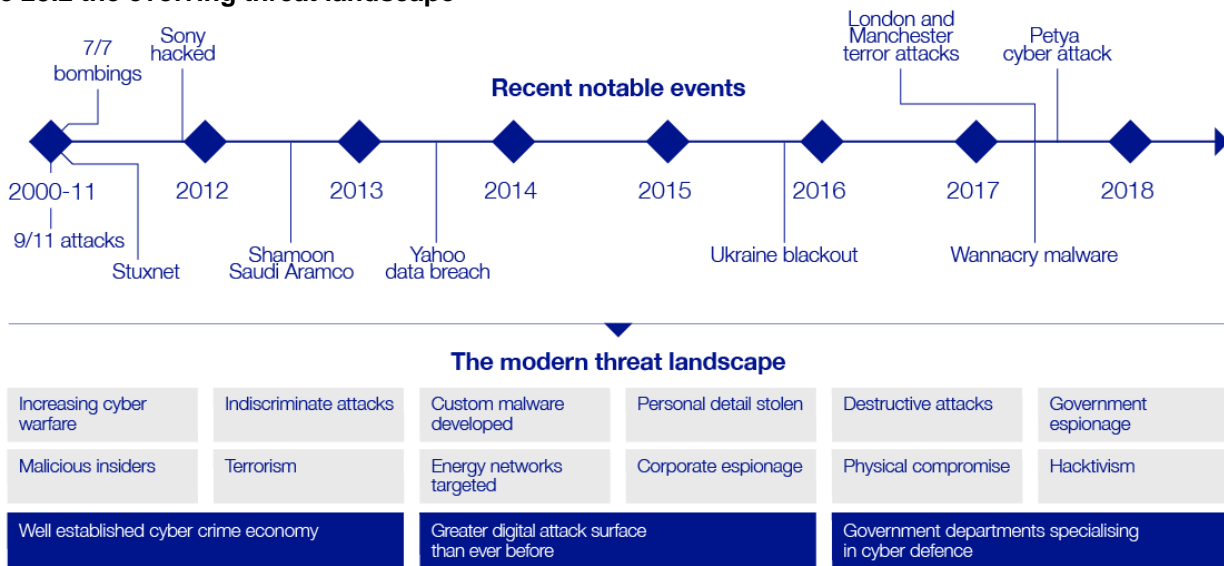 the evolving threat landscape
Sony
hacked
7/7
bombings
London and
Manchester
terror attacks
Petya
cyber attack
Recent notable events
2000-11
2012
2013
2014
2015
2016
2017
2018
9/11 attacks
Stuxnet
Shamoon
Saudi Aramco
Yahoo
data breach
Ukraine blackout
Wannacry malware
The modern threat landscape
Increasing cyber
warfare
Indiscriminate attacks
Custom malware
developed
Personal detail stolen
Destructive attacks
Government
espionage
Malicious insiders
Terrorism
Energy networks
targeted
Corporate espionage
Physical compromise
Hacktivism
Well established cyber crime economy
Greater digital attack surface
than ever before
Government departments specialising
in cyber defence